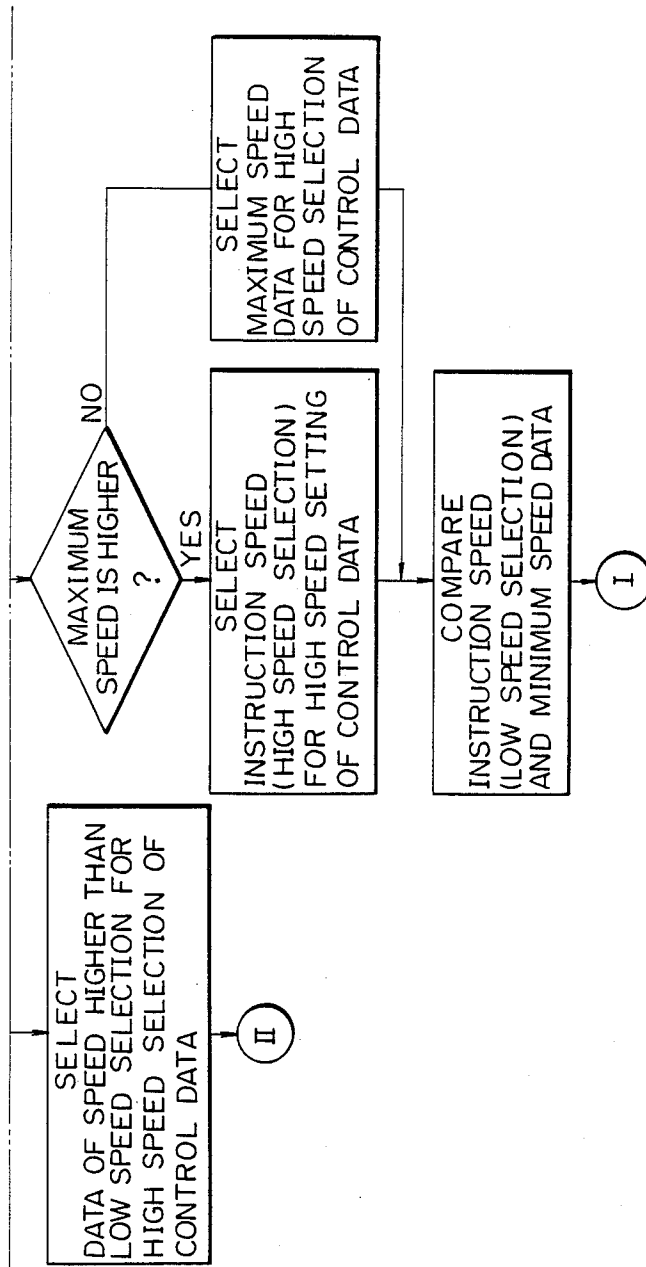 SELECT
DATA OF SPEED HIGHER THAN
LOW SPEED SELECTION FOR
HIGH SPEED SELECTION OF
CONTROL DATA
II
MAXIMUM
SPEED IS HIGHER
?
NO
YES
SELECT
INSTRUCTION SPEED
(HIGH SPEED SELECTION)
FOR HIGH SPEED SETTING
OF CONTROL DATA
SELECT
MAXIMUM SPEED
DATA FOR HIGH
SPEED SELECTION
OF CONTROL DATA
COMPARE
INSTRUCTION SPEED
(LOW SPEED SELECTION)
AND MINIMUM SPEED DATA
I